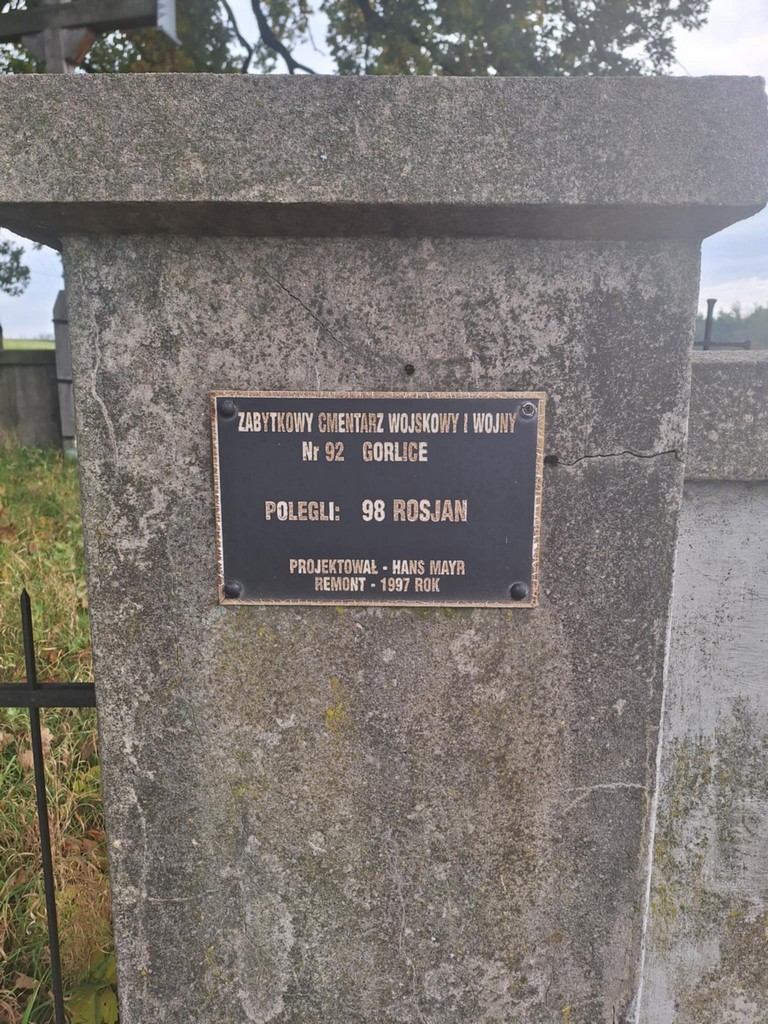 ZABYTKOWY CMENTARZ WOJSKOWY I WOJNY
Nr 92 GORLICE
POLEGLI: 98 ROSJAN
PROJEKTOWAŁ - HANS MAYR
REMONT - 1997 ROK